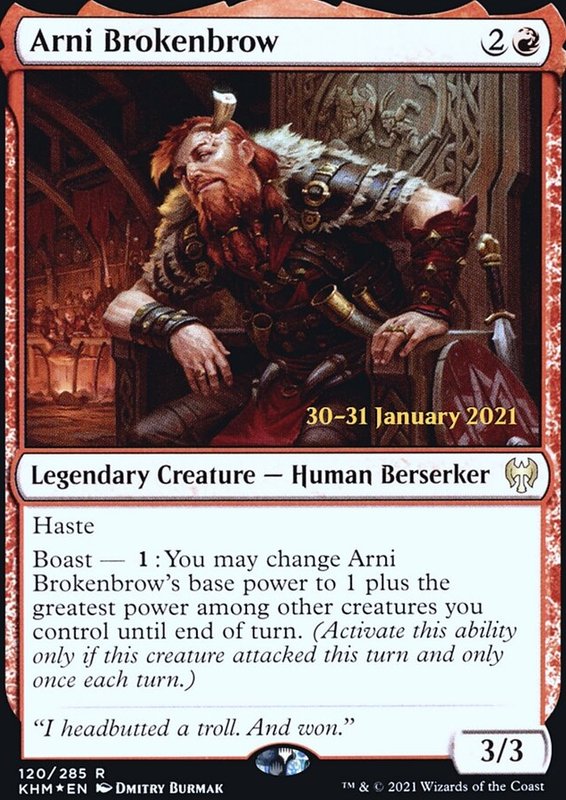 Arni Brokenbrow 2
30-31 January 2021
Legendary Creature — Human Berserker
Haste
Boast — 1 : You may change Arni
Brokenbrow's base power to 1 plus the
greatest power among other creatures you
control until end of turn. (Activate this ability
only if this creature attacked this turn and only
once each turn.)
"I headbutted a troll. And won."
3/3
120/285 R
KHM★EN Dmitry Burmak
™ & © 2021 Wizards of the Coast